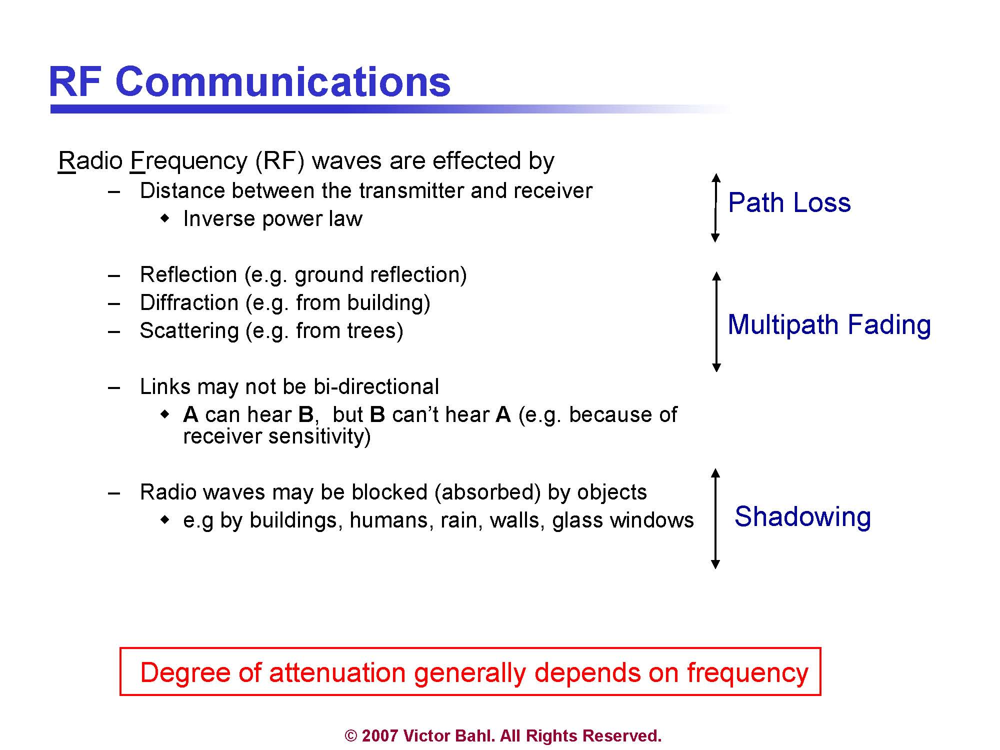 RF Communications
Radio Frequency (RF) waves are effected by
– Distance between the transmitter and receiver
◆ Inverse power law
Path Loss
– Reflection (e.g. ground reflection)
– Diffraction (e.g. from building)
– Scattering (e.g. from trees)
Multipath Fading
– Links may not be bi-directional
◆ A can hear B, but B can’t hear A (e.g. because of
receiver sensitivity)
– Radio waves may be blocked (absorbed) by objects
◆ e.g by buildings, humans, rain, walls, glass windows
Shadowing
Degree of attenuation generally depends on frequency
© 2007 Victor Bahl. All Rights Reserved.